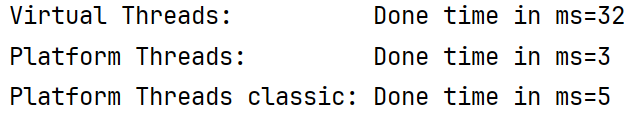 Virtual Threads:          Done time in ms=32
Platform Threads:         Done time in ms=3
Platform Threads classic: Done time in ms=5